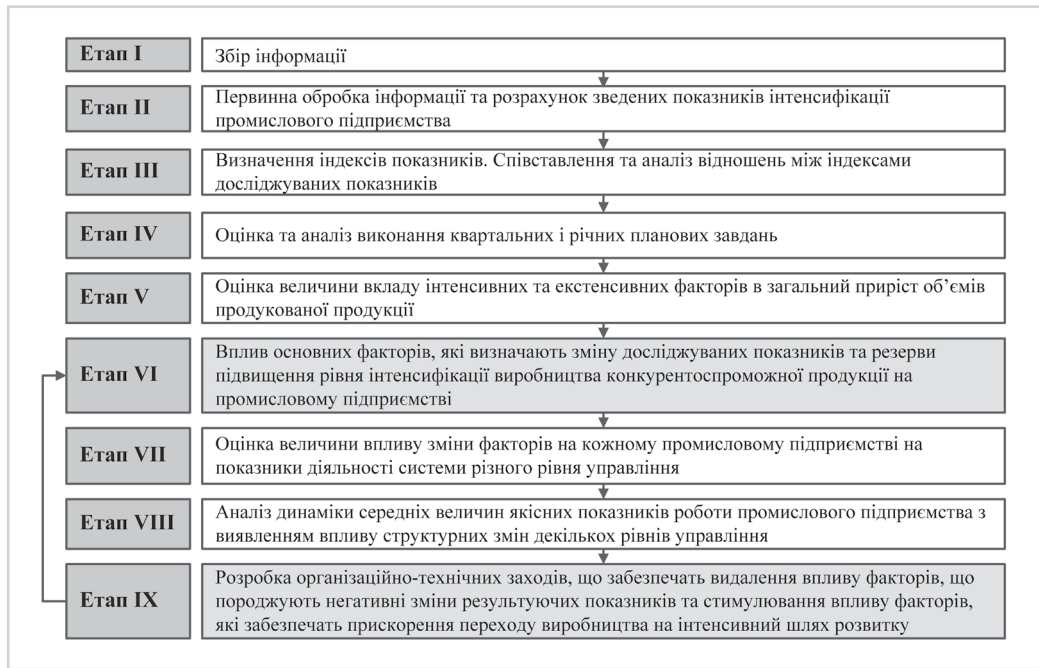 Етап I
Збір інформації
Етап II
Первинна обробка інформації та розрахунок зведених показників інтенсифікації
промислового підприємства
Етап III
Визначення індексів показників. Співставлення та аналіз відношень між індексами
досліджуваних показників
Етап IV
Оцінка та аналіз виконання квартальних і річних планових завдань
Етап V
Оцінка величини вкладу інтенсивних та екстенсивних факторів в загальний приріст об’ємів
продукованої продукції
Етап VI
Вплив основних факторів, які визначають зміну досліджуваних показників та резерви
підвищення рівня інтенсифікації виробництва конкурентоспроможної продукції на
промисловому підприємстві
Етап VII
Оцінка величини впливу зміни факторів на кожному промисловому підприємстві на
показники діяльності системи різного рівня управління
Етап VIII
Аналіз динаміки середніх величин якісних показників роботи промислового підприємства з
виявленням впливу структурних змін декількох рівнів управління
Етап IX
Розробка організаційно-технічних заходів, що забезпечать видалення впливу факторів, що
породжують негативні зміни результуючих показників та стимулювання впливу факторів,
які забезпечать прискорення переходу виробництва на інтенсивний шлях розвитку